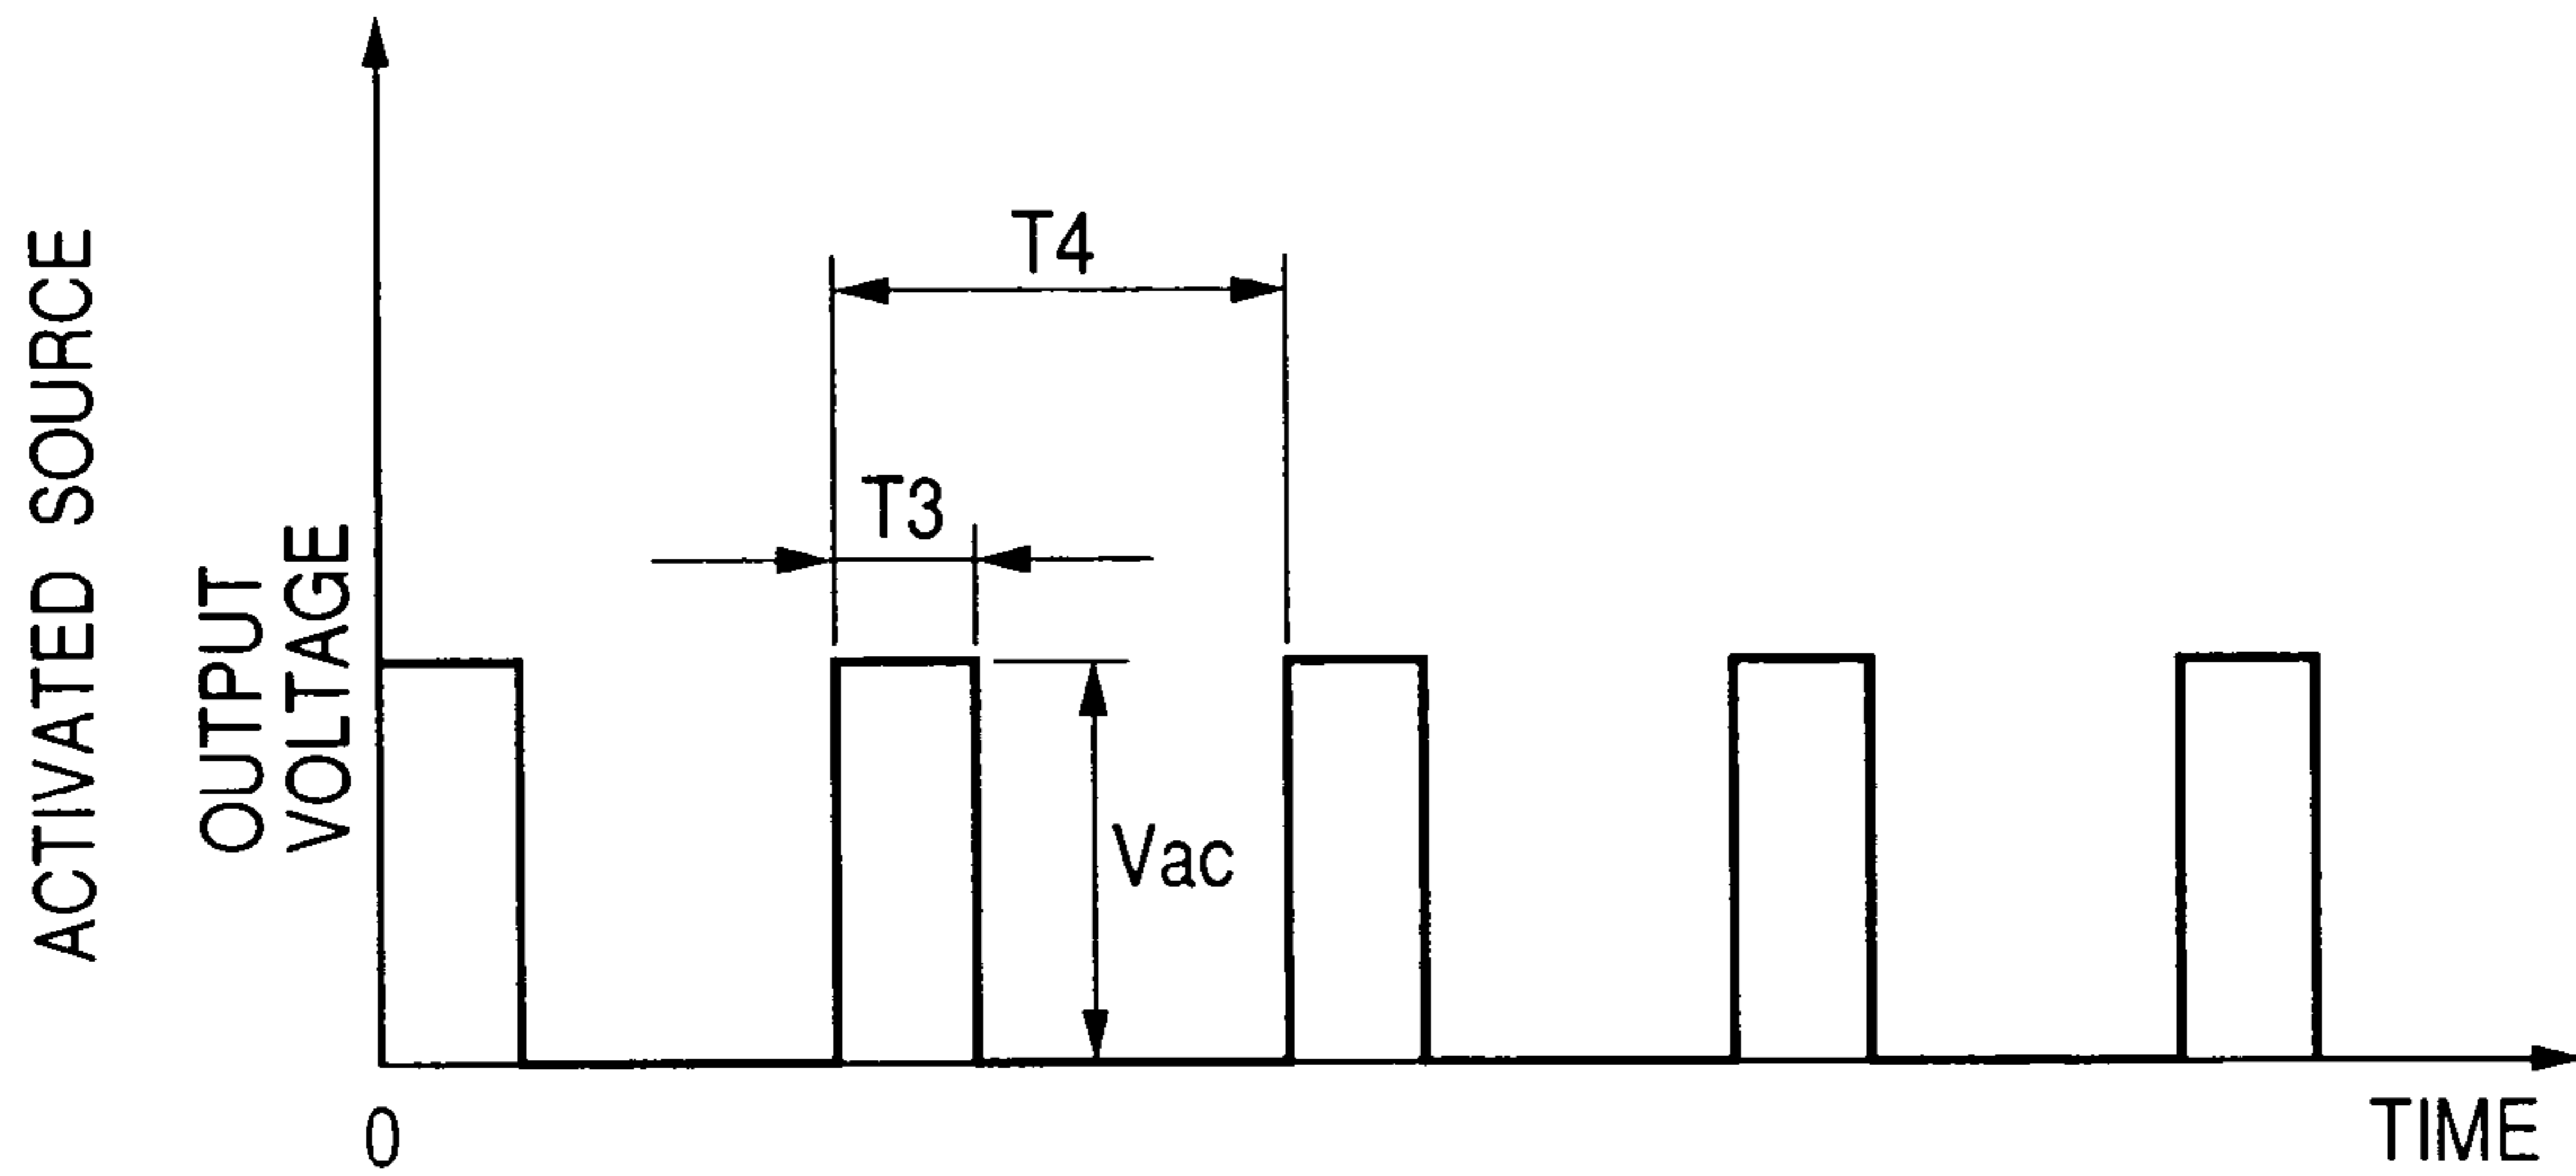 ACTIVATED SOURCE
OUTPUT
VOLTAGE
T4
T3
Vac
0
TIME